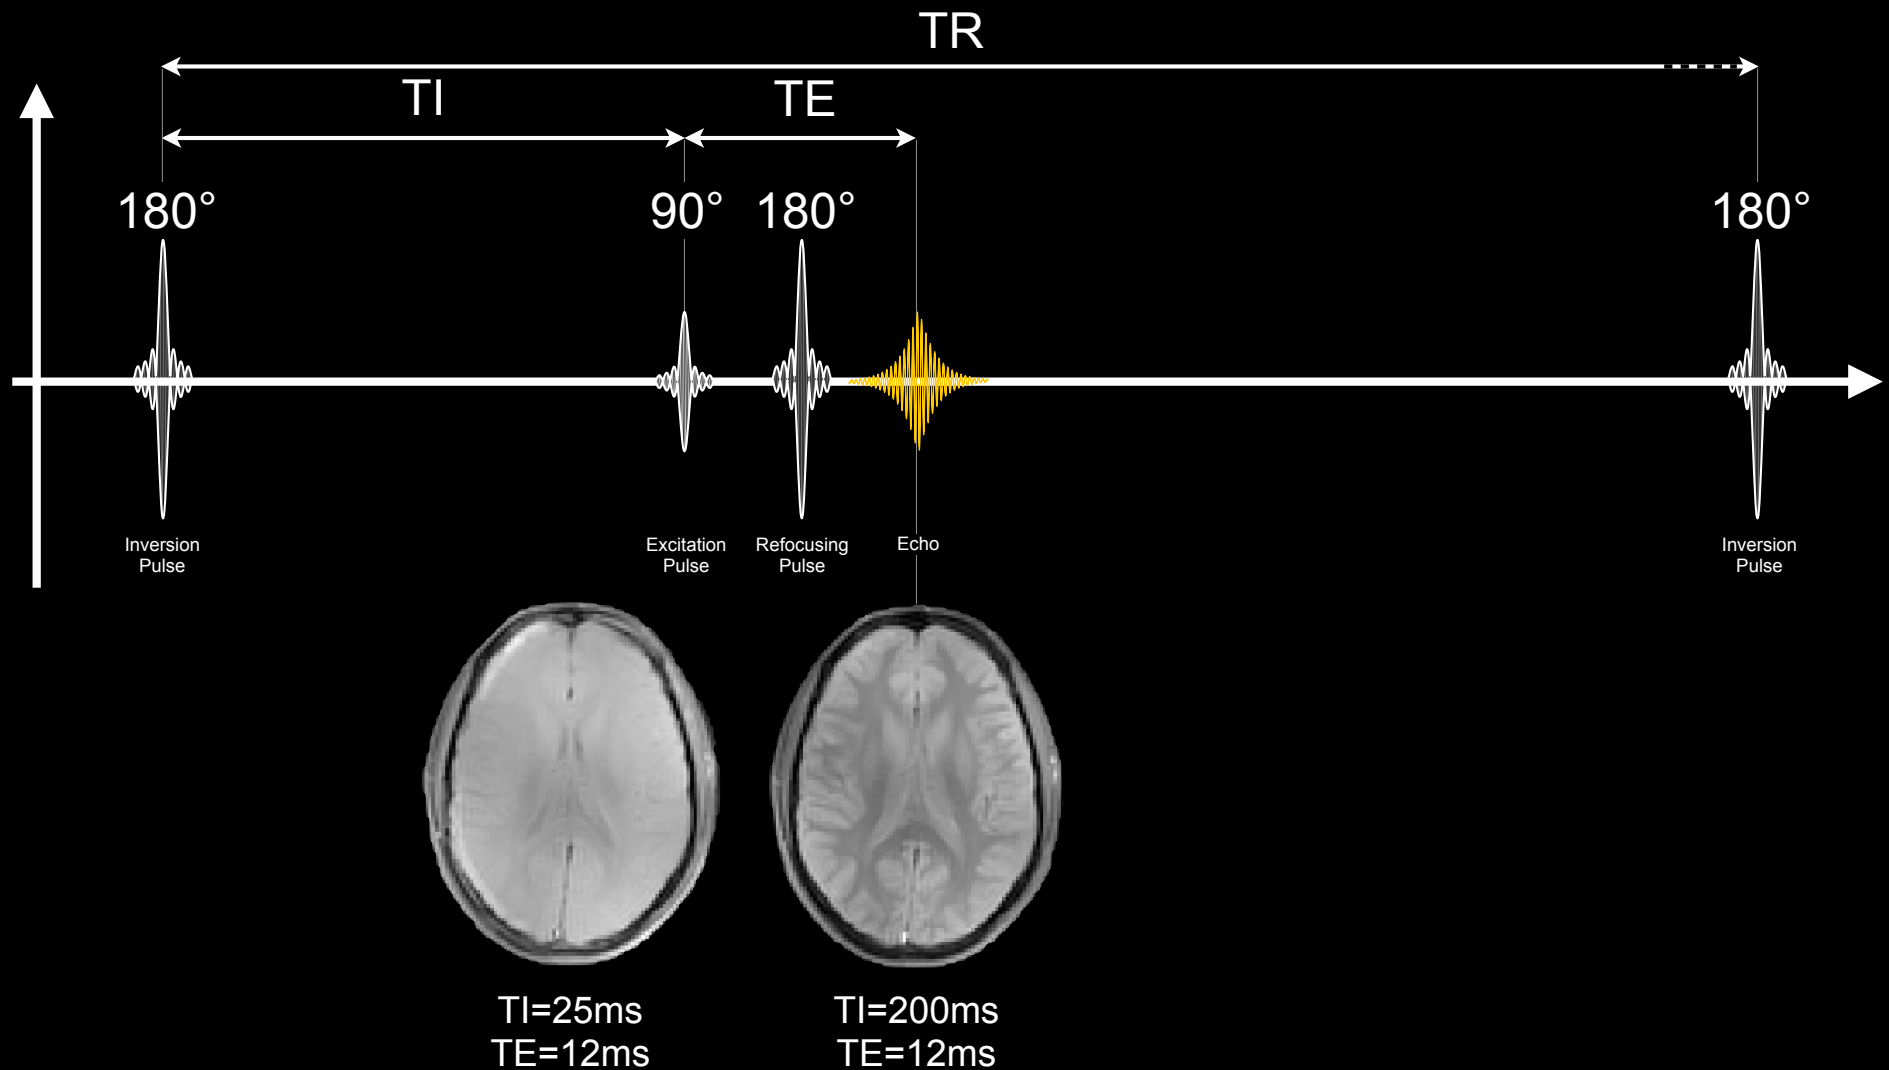 TR
TI
TE
180°
90°
180°
180°
Inversion
Pulse
Excitation
Pulse
Refocusing
Pulse
Echo
Inversion
Pulse
TI=25ms
TE=12ms
TI=200ms
TE=12ms